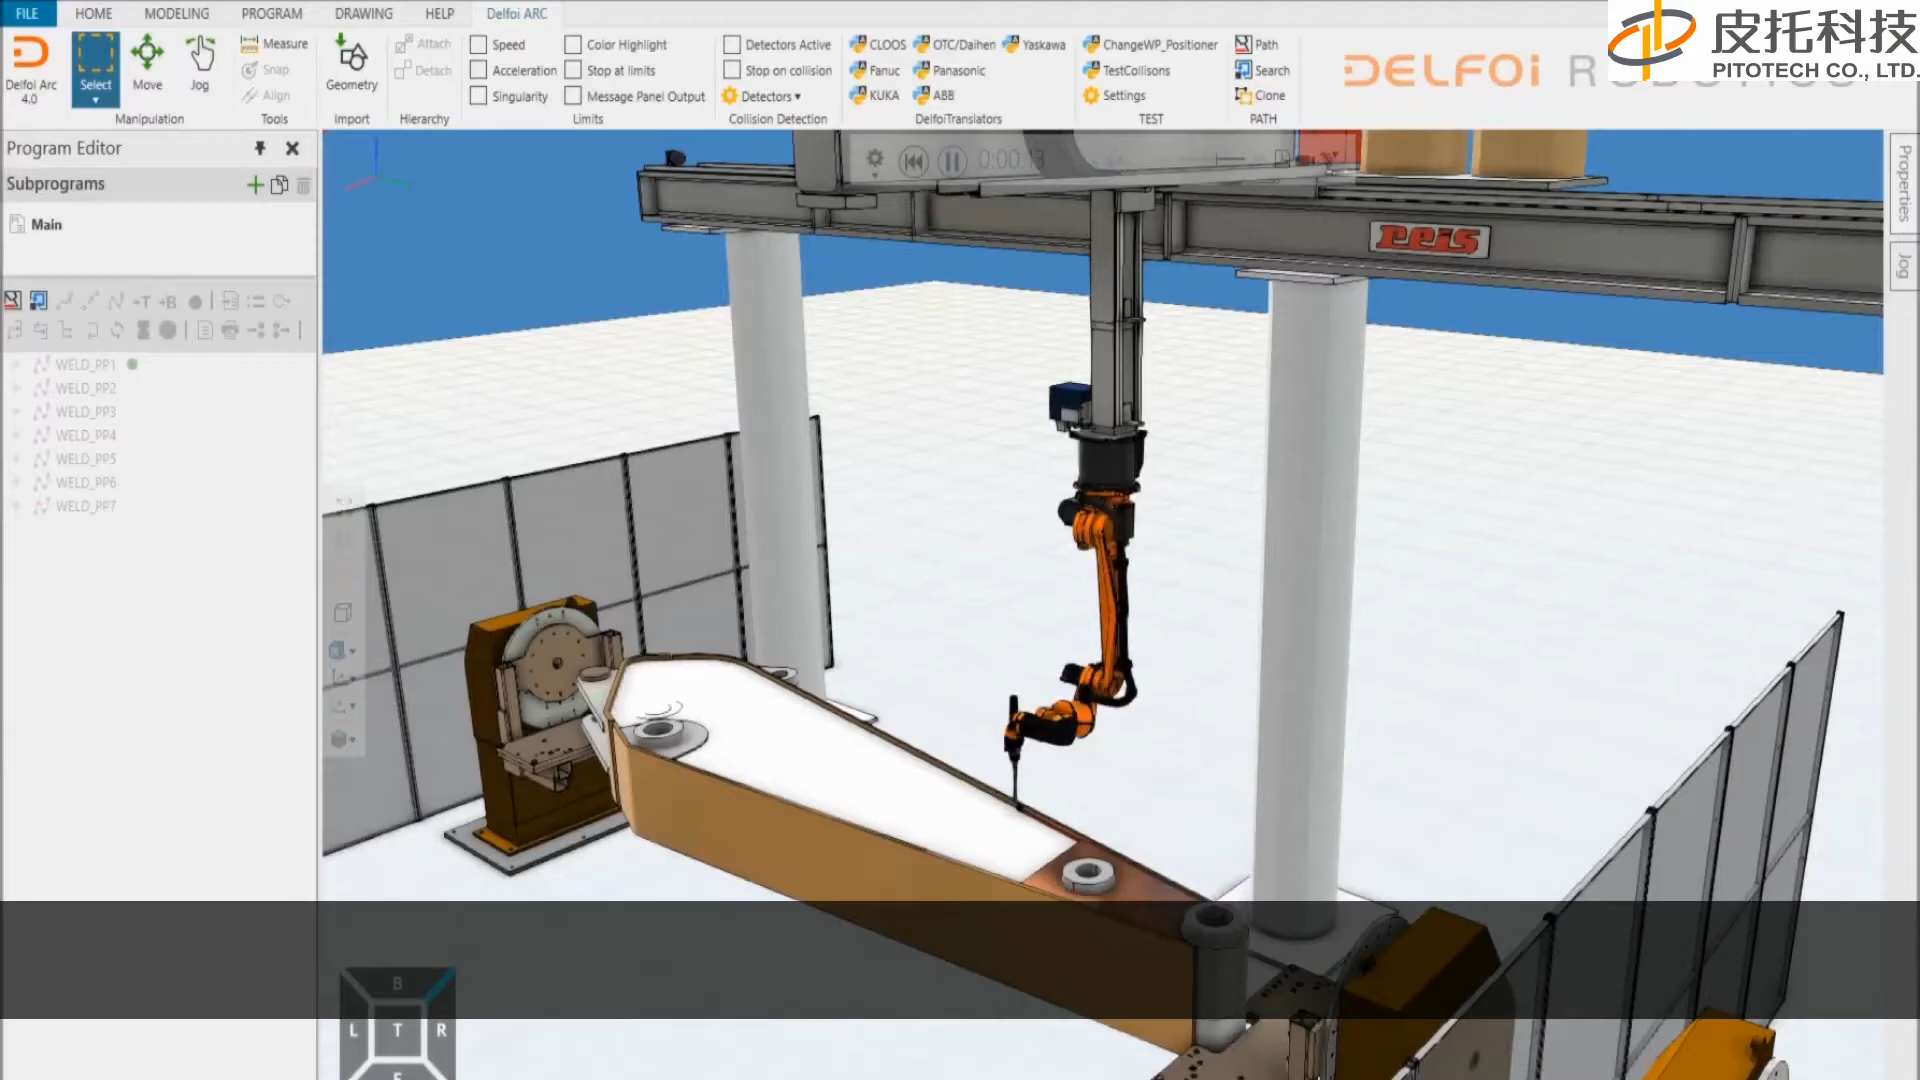 FILE HOME MODELING PROGRAM DRAWING HELP Delfoi ARC
Delfoi Arc 4.0
Select
Move
Jog
Manipulation
Measure
Snap
Align
Tools
Geometry
Import
Attach
Detach
Hierarchy
Speed
Acceleration
Singularity
Color Highlight
Stop at limits
Message Panel Output
Limits
Detectors Active
Stop on collision
Detectors
Collision Detection
CLOOS OTC/Daihen Yaskawa
Fanuc Panasonic
KUKA ABB
DelfoiTranslators
ChangeWP_Positioner
TestCollisons
Settings
TEST
Path
Search
Clone
PATH
DELFOi
皮托科技
PITOTECH CO., LTD.
Program Editor
Subprograms
Main
WELD_PP1
WELD_PP2
WELD_PP3
WELD_PP4
WELD_PP5
WELD_PP6
WELD_PP7
Properties
Jog
reis
B
L T R